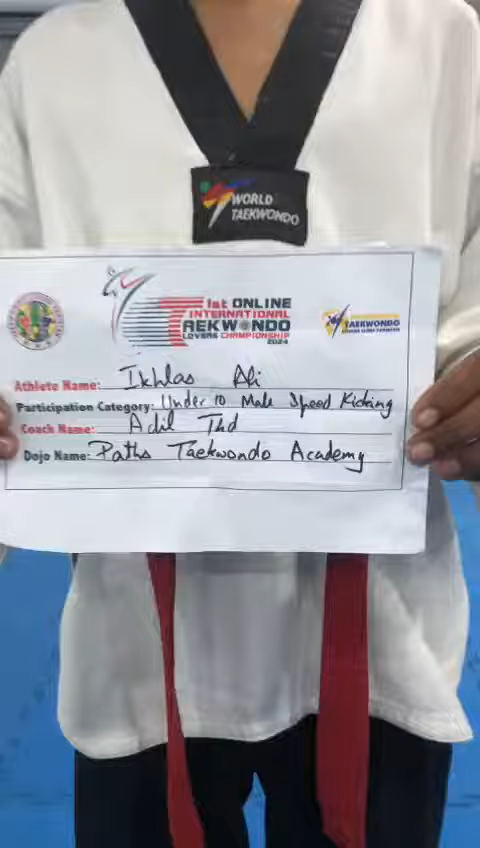 WORLD
TAEKWONDO
1st ONLINE
INTERNATIONAL
TAEKWONDO
LOVERS CHAMPIONSHIP
2024
TAEKWONDO
Athlete Name: Ikhlas Ali
Participation Category: Under 10 Male Speed Kicking
Coach Name: Adil Tkd
Dojo Name: Paths Taekwondo Academy